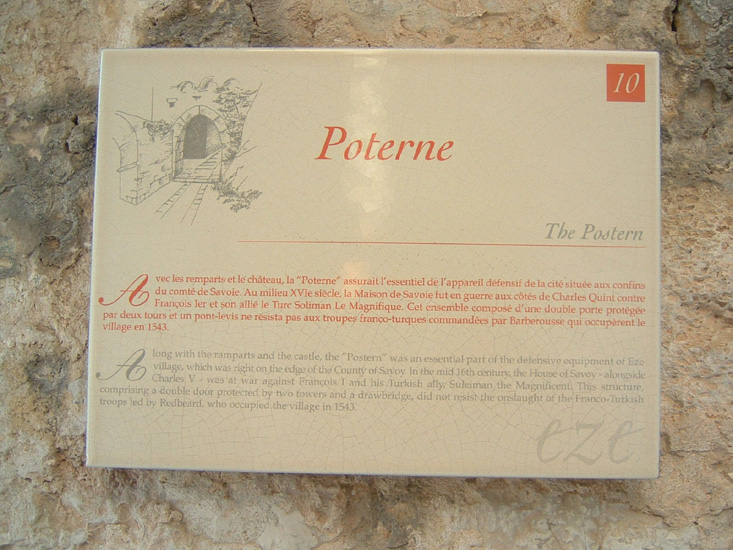 10
Poterne
The Postern
Avec les remparts et le château, la "Poterne" assurait l'essentiel de l'appareil défensif de la cité située aux confins
du comté de Savoie. Au milieu XVIe siècle, la Maison de Savoie fut en guerre aux côtés de Charles Quint contre
François Ier et son allié le Turc Soliman Le Magnifique. Cet ensemble composé d'une double porte protégée
par deux tours et un pont-levis ne résista pas aux troupes franco-turques commandées par Barberousse qui occupèrent le
village en 1543.
Along with the ramparts and the castle, the "Postern" was an essential part of the defensive equipment of Eze
village, which was right on the edge of the County of Savoy. In the mid 16th century, the House of Savoy - alongside
Charles V - was at war against François I and his Turkish ally, Suleiman the Magnificent. This structure,
comprising a double door protected by two towers and a drawbridge, did not resist the onslaught of the Franco-Turkish
troops led by Redbeard, who occupied the village in 1543.
eze